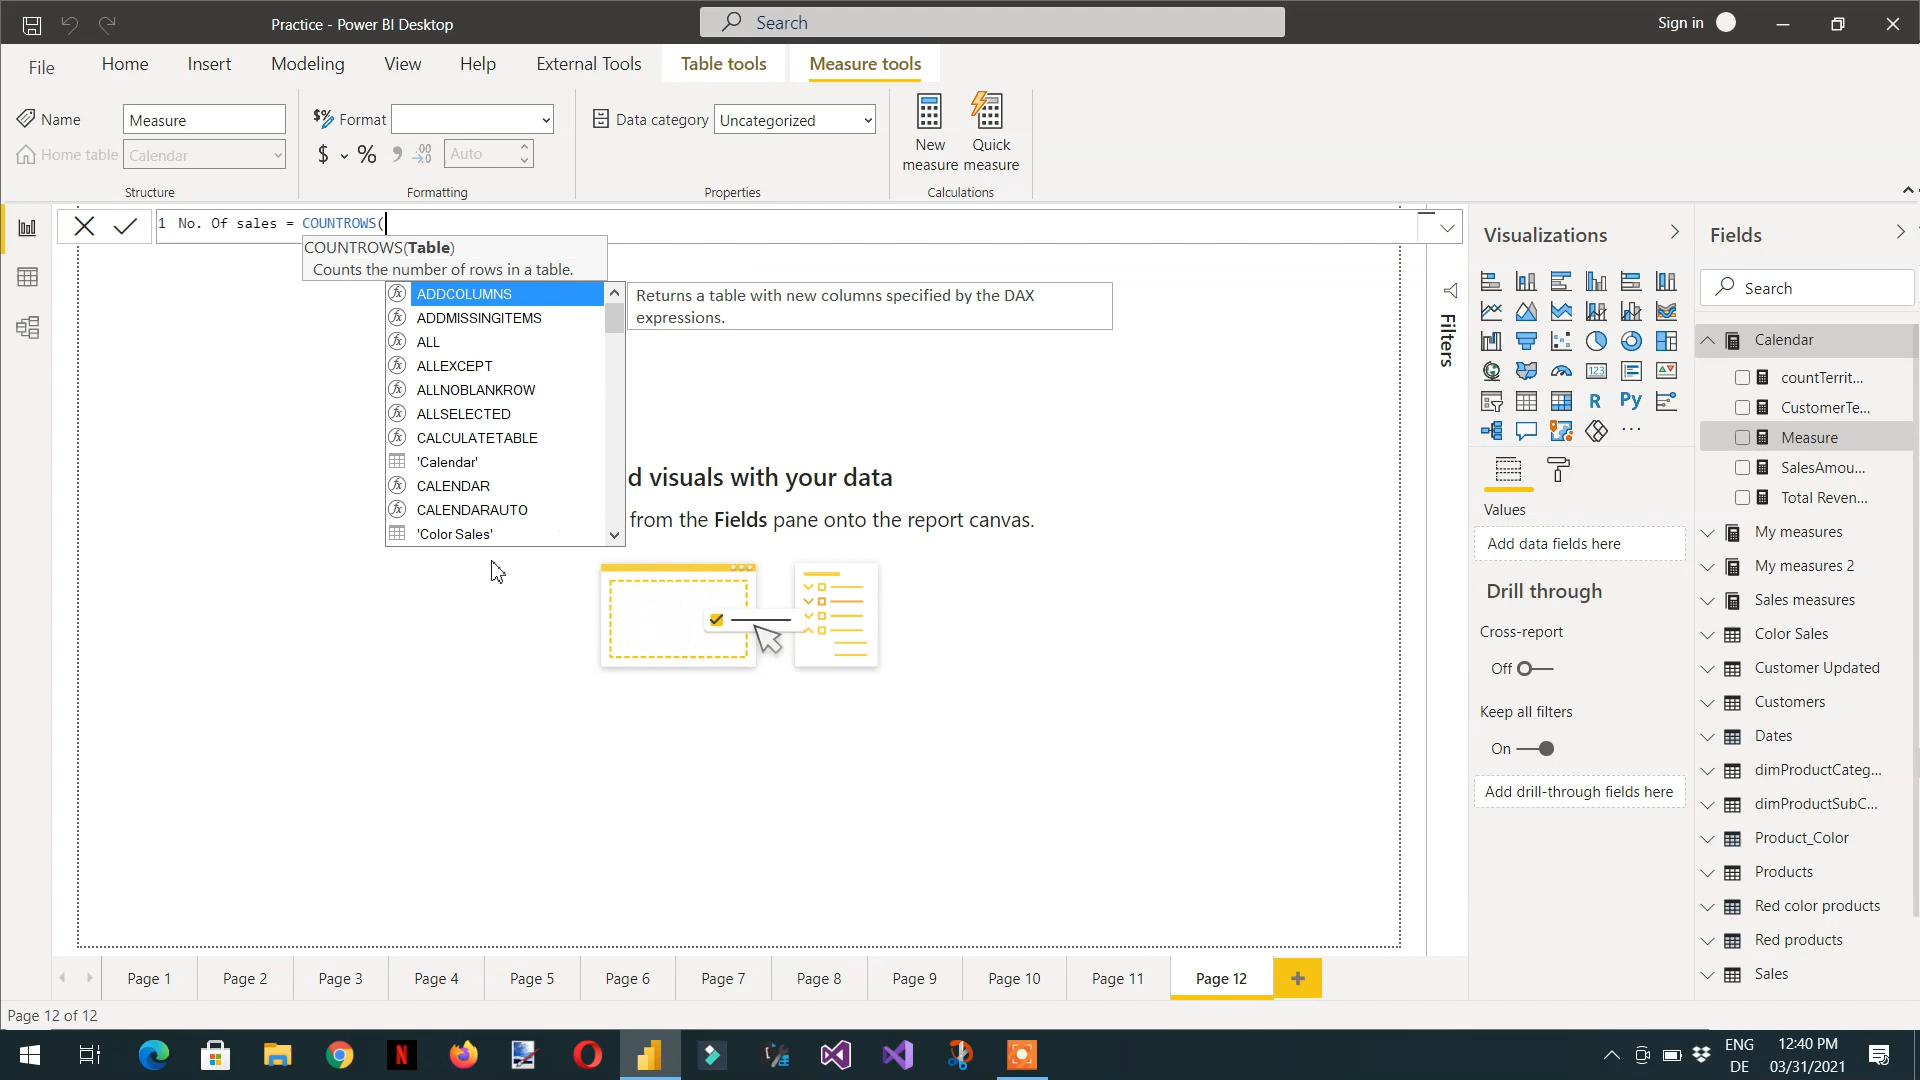 Practice - Power BI Desktop
Search
Sign in
File
Home
Insert
Modeling
View
Help
External Tools
Table tools
Measure tools
Name
Measure
Format
Data category
Uncategorized
Home table
Calendar
$
%
Auto
New
measure
Quick
measure
Structure
Formatting
Properties
Calculations
1 No. Of sales = COUNTROWS(
COUNTROWS(Table)
Counts the number of rows in a table.
ADDCOLUMNS
ADDMISSINGITEMS
ALL
ALLEXCEPT
ALLNOBLANKROW
ALLSELECTED
CALCULATETABLE
'Calendar'
CALENDAR
CALENDARAUTO
'Color Sales'
Returns a table with new columns specified by the DAX
expressions.
d visuals with your data
from the Fields pane onto the report canvas.
Filters
Visualizations
123
R
Py
Values
Add data fields here
Drill through
Cross-report
Off
Keep all filters
On
Add drill-through fields here
Fields
Search
Calendar
countTerrit...
CustomerTe...
Measure
SalesAmou...
Total Reven...
My measures
My measures 2
Sales measures
Color Sales
Customer Updated
Customers
Dates
dimProductCateg...
dimProductSubC...
Product_Color
Products
Red color products
Red products
Sales
Page 1
Page 2
Page 3
Page 4
Page 5
Page 6
Page 7
Page 8
Page 9
Page 10
Page 11
Page 12
+
Page 12 of 12
N
ENG
DE
12:40 PM
03/31/2021